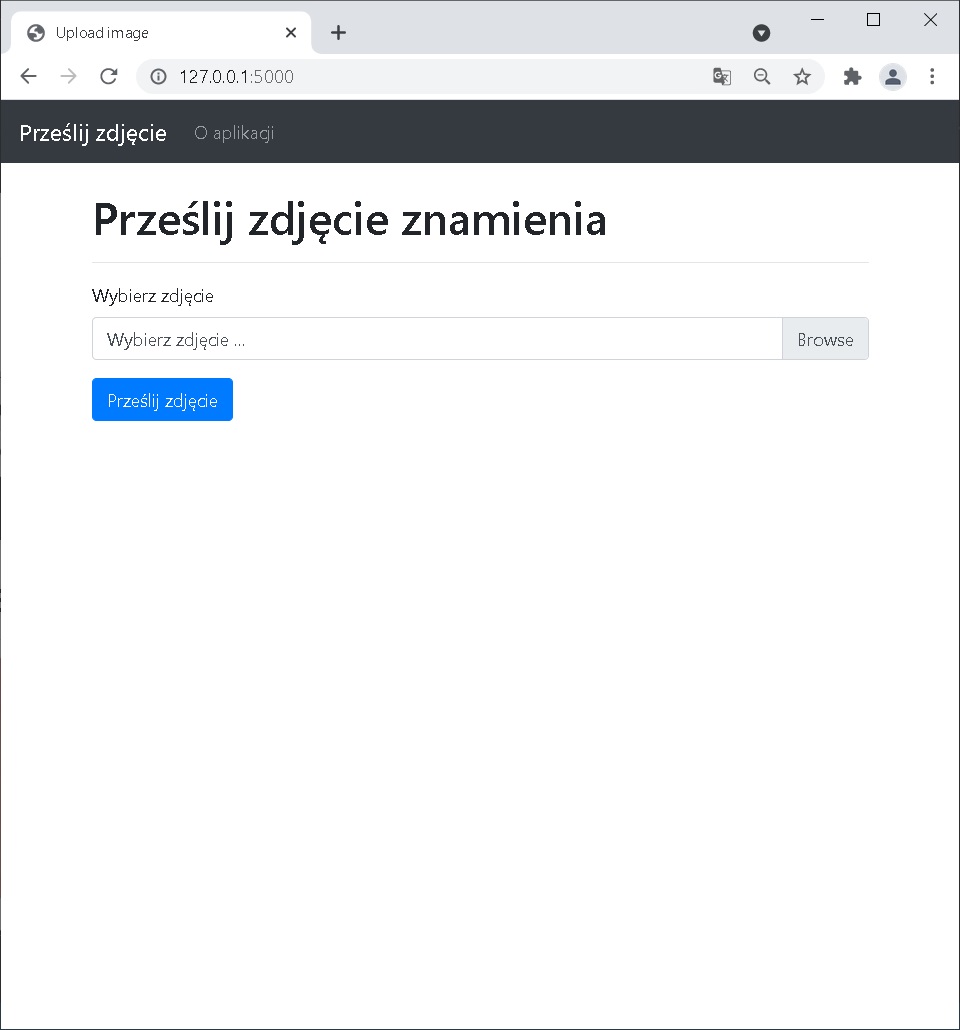 Upload image
127.0.0.1:5000
Prześlij zdjęcie O aplikacji
Prześlij zdjęcie znamienia
Wybierz zdjęcie
Wybierz zdjęcie ... Browse
Prześlij zdjęcie